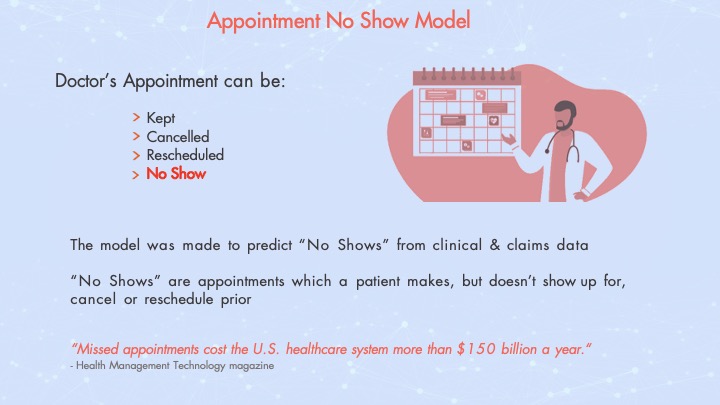 Appointment No Show Model
Doctor's Appointment can be:
> Kept
> Cancelled
> Rescheduled
> No Show
The model was made to predict “No Shows” from clinical & claims data
“No Shows” are appointments which a patient makes, but doesn't show up for,
cancel or reschedule prior
“Missed appointments cost the U.S. healthcare system more than $150 billion a year.“
- Health Management Technology magazine